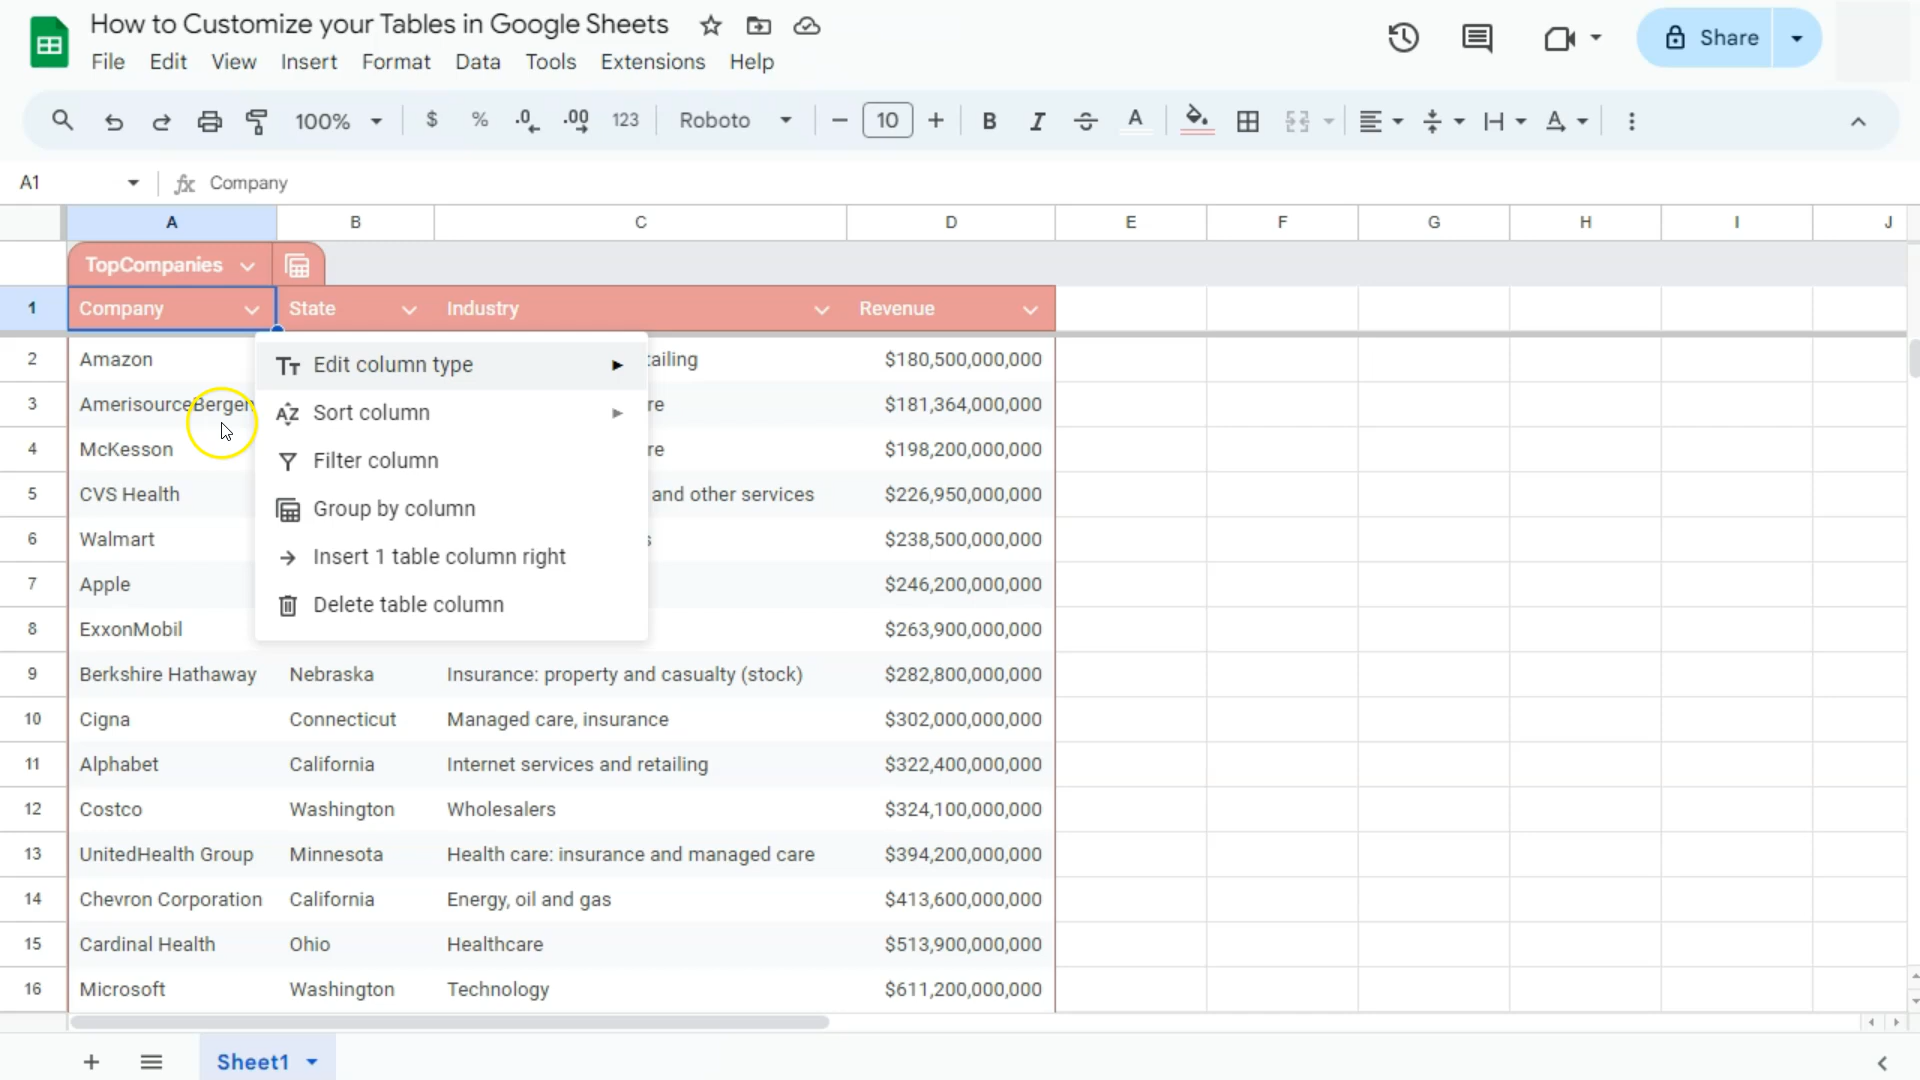 How to Customize your Tables in Google Sheets
File Edit View Insert Format Data Tools Extensions Help
Share
100% $ % .0 .00 123 Roboto 10 B I A
A1 fx Company
A B C D E F G H I J
TopCompanies
1 Company State Industry Revenue
2 Amazon tailing $180,500,000,000
3 AmerisourceBergen re $181,364,000,000
4 McKesson re $198,200,000,000
5 CVS Health and other services $226,950,000,000
6 Walmart s $238,500,000,000
7 Apple $246,200,000,000
8 ExxonMobil $263,900,000,000
Edit column type
Sort column
Filter column
Group by column
Insert 1 table column right
Delete table column
9 Berkshire Hathaway Nebraska Insurance: property and casualty (stock) $282,800,000,000
10 Cigna Connecticut Managed care, insurance $302,000,000,000
11 Alphabet California Internet services and retailing $322,400,000,000
12 Costco Washington Wholesalers $324,100,000,000
13 UnitedHealth Group Minnesota Health care: insurance and managed care $394,200,000,000
14 Chevron Corporation California Energy, oil and gas $413,600,000,000
15 Cardinal Health Ohio Healthcare $513,900,000,000
16 Microsoft Washington Technology $611,200,000,000
Sheet1